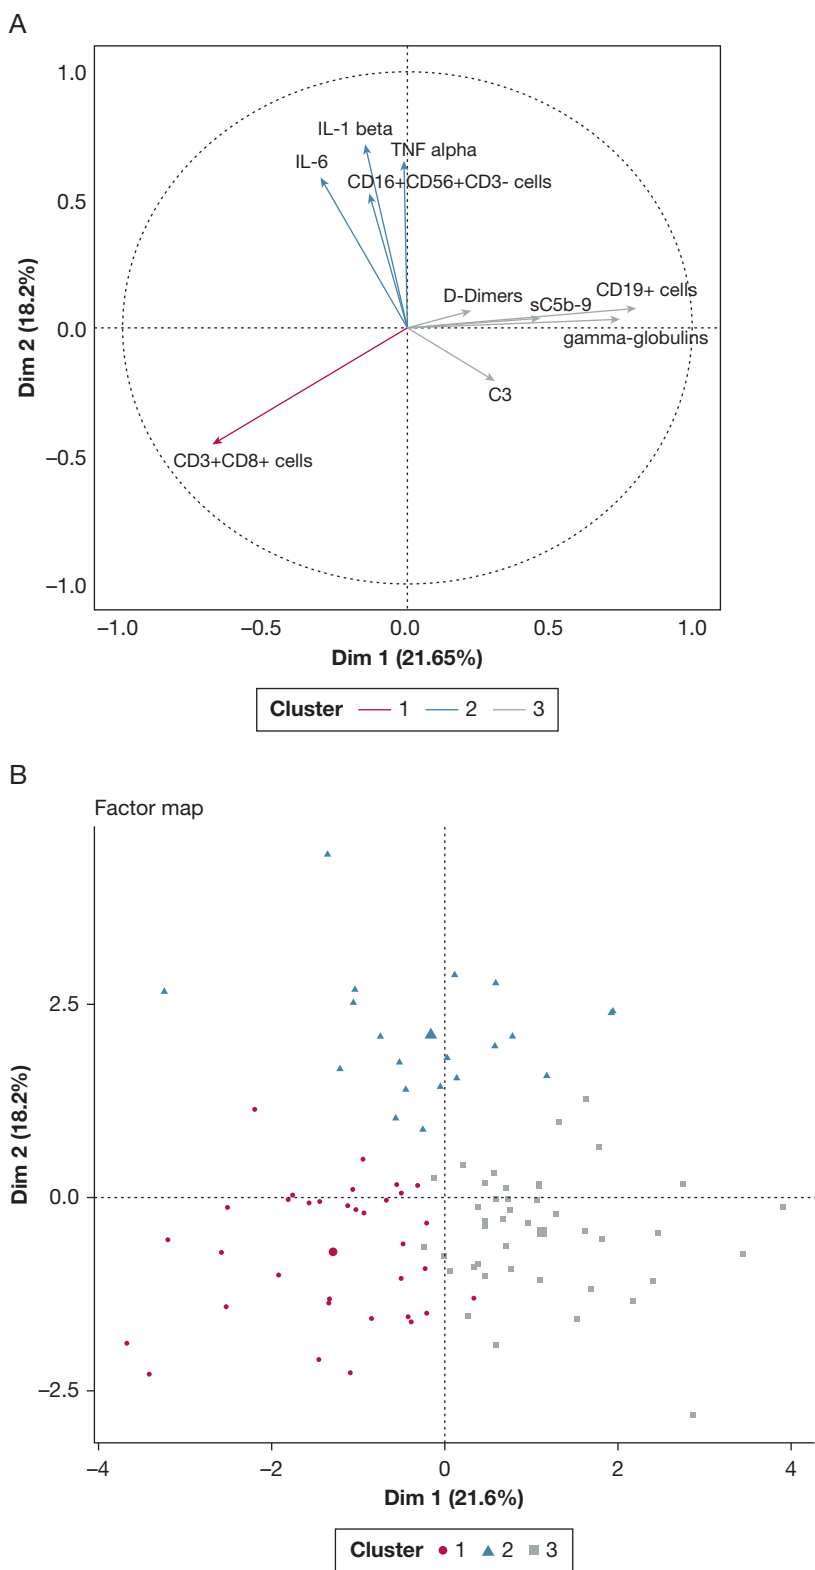 A
1.0
0.5
0.0
−0.5
−1.0
Dim 2 (18.2%)
IL-1 beta
TNF alpha
IL-6
CD16+CD56+CD3- cells
D-Dimers
sC5b-9
CD19+ cells
gamma-globulins
C3
CD3+CD8+ cells
−1.0 −0.5 0.0 0.5 1.0
Dim 1 (21.65%)
Cluster 1 2 3
B
Factor map
2.5
0.0
−2.5
Dim 2 (18.2%)
−4 −2 0 2 4
Dim 1 (21.6%)
Cluster 1 2 3